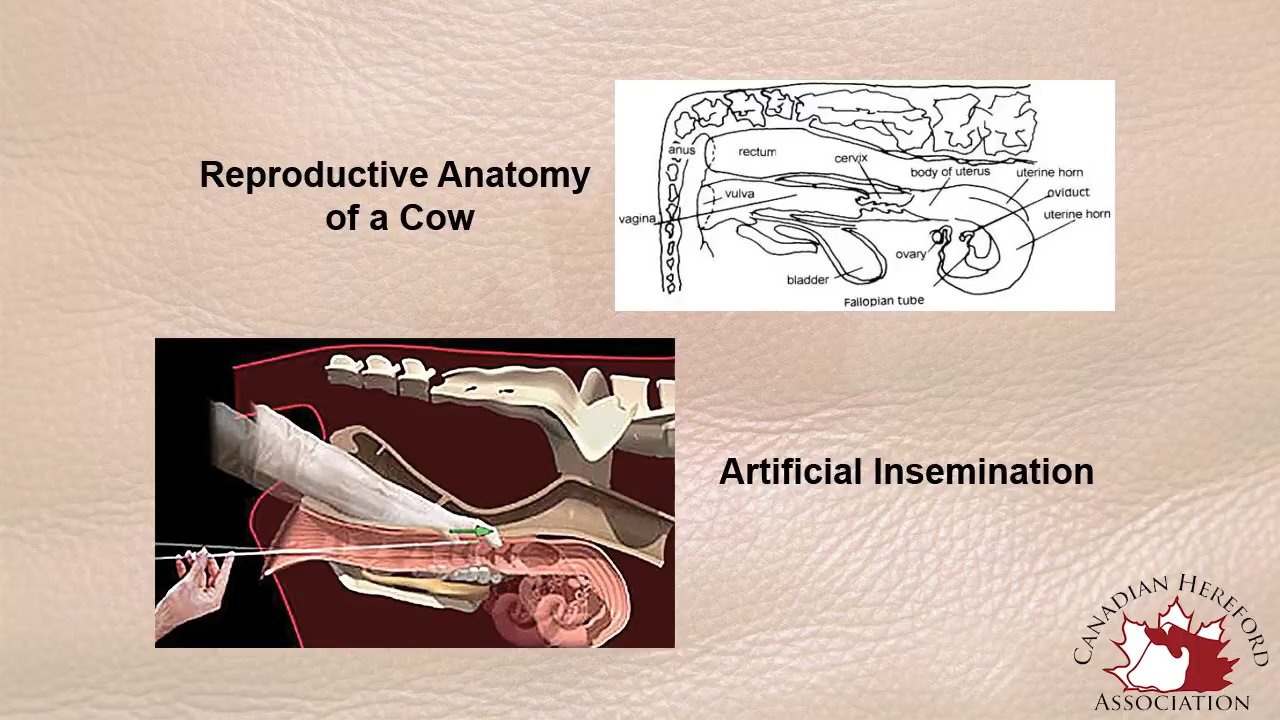 Reproductive Anatomy
of a Cow
anus
rectum
cervix
body of uterus
uterine horn
vulva
oviduct
vagina
uterine horn
ovary
bladder
Fallopian tube
Artificial Insemination
CANADIAN HEREFORD
ASSOCIATION